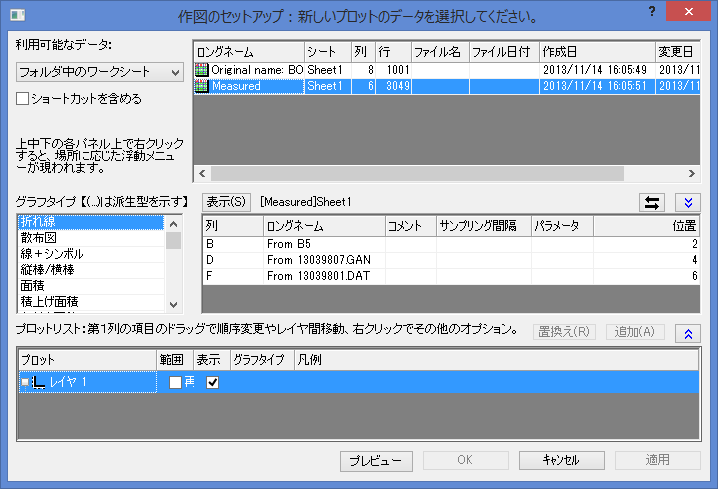 作図のセットアップ：新しいプロットのデータを選択してください。
利用可能なデータ:
フォルダ中のワークシート
ショートカットを含める
上中下の各パネル上で右クリック
すると、場所に応じた浮動メニュ
ーが現われます。
ロングネーム シート 列 行 ファイル名 ファイル日付 作成日 変更日
Original name: BO Sheet1 8 1001 2013/11/14 16:05:49 2013/11
Measured Sheet1 6 3049 2013/11/14 16:05:51 2013/11
グラフタイプ【(...)は派生型を示す】
表示(S) [Measured]Sheet1
折れ線
散布図
線＋シンボル
縦棒/横棒
面積
積上げ面積
列 ロングネーム コメント サンプリング間隔 パラメータ 位置
B From B5 2
D From 13039807.GAN 4
F From 13039801.DAT 6
プロットリスト：第1列の項目のドラッグで順序変更やレイヤ間移動、右クリックでその他のオプション。
置換え(R) 追加(A)
プロット 範囲 表示 グラフタイプ 凡例
レイヤ 1 再
プレビュー OK キャンセル 適用